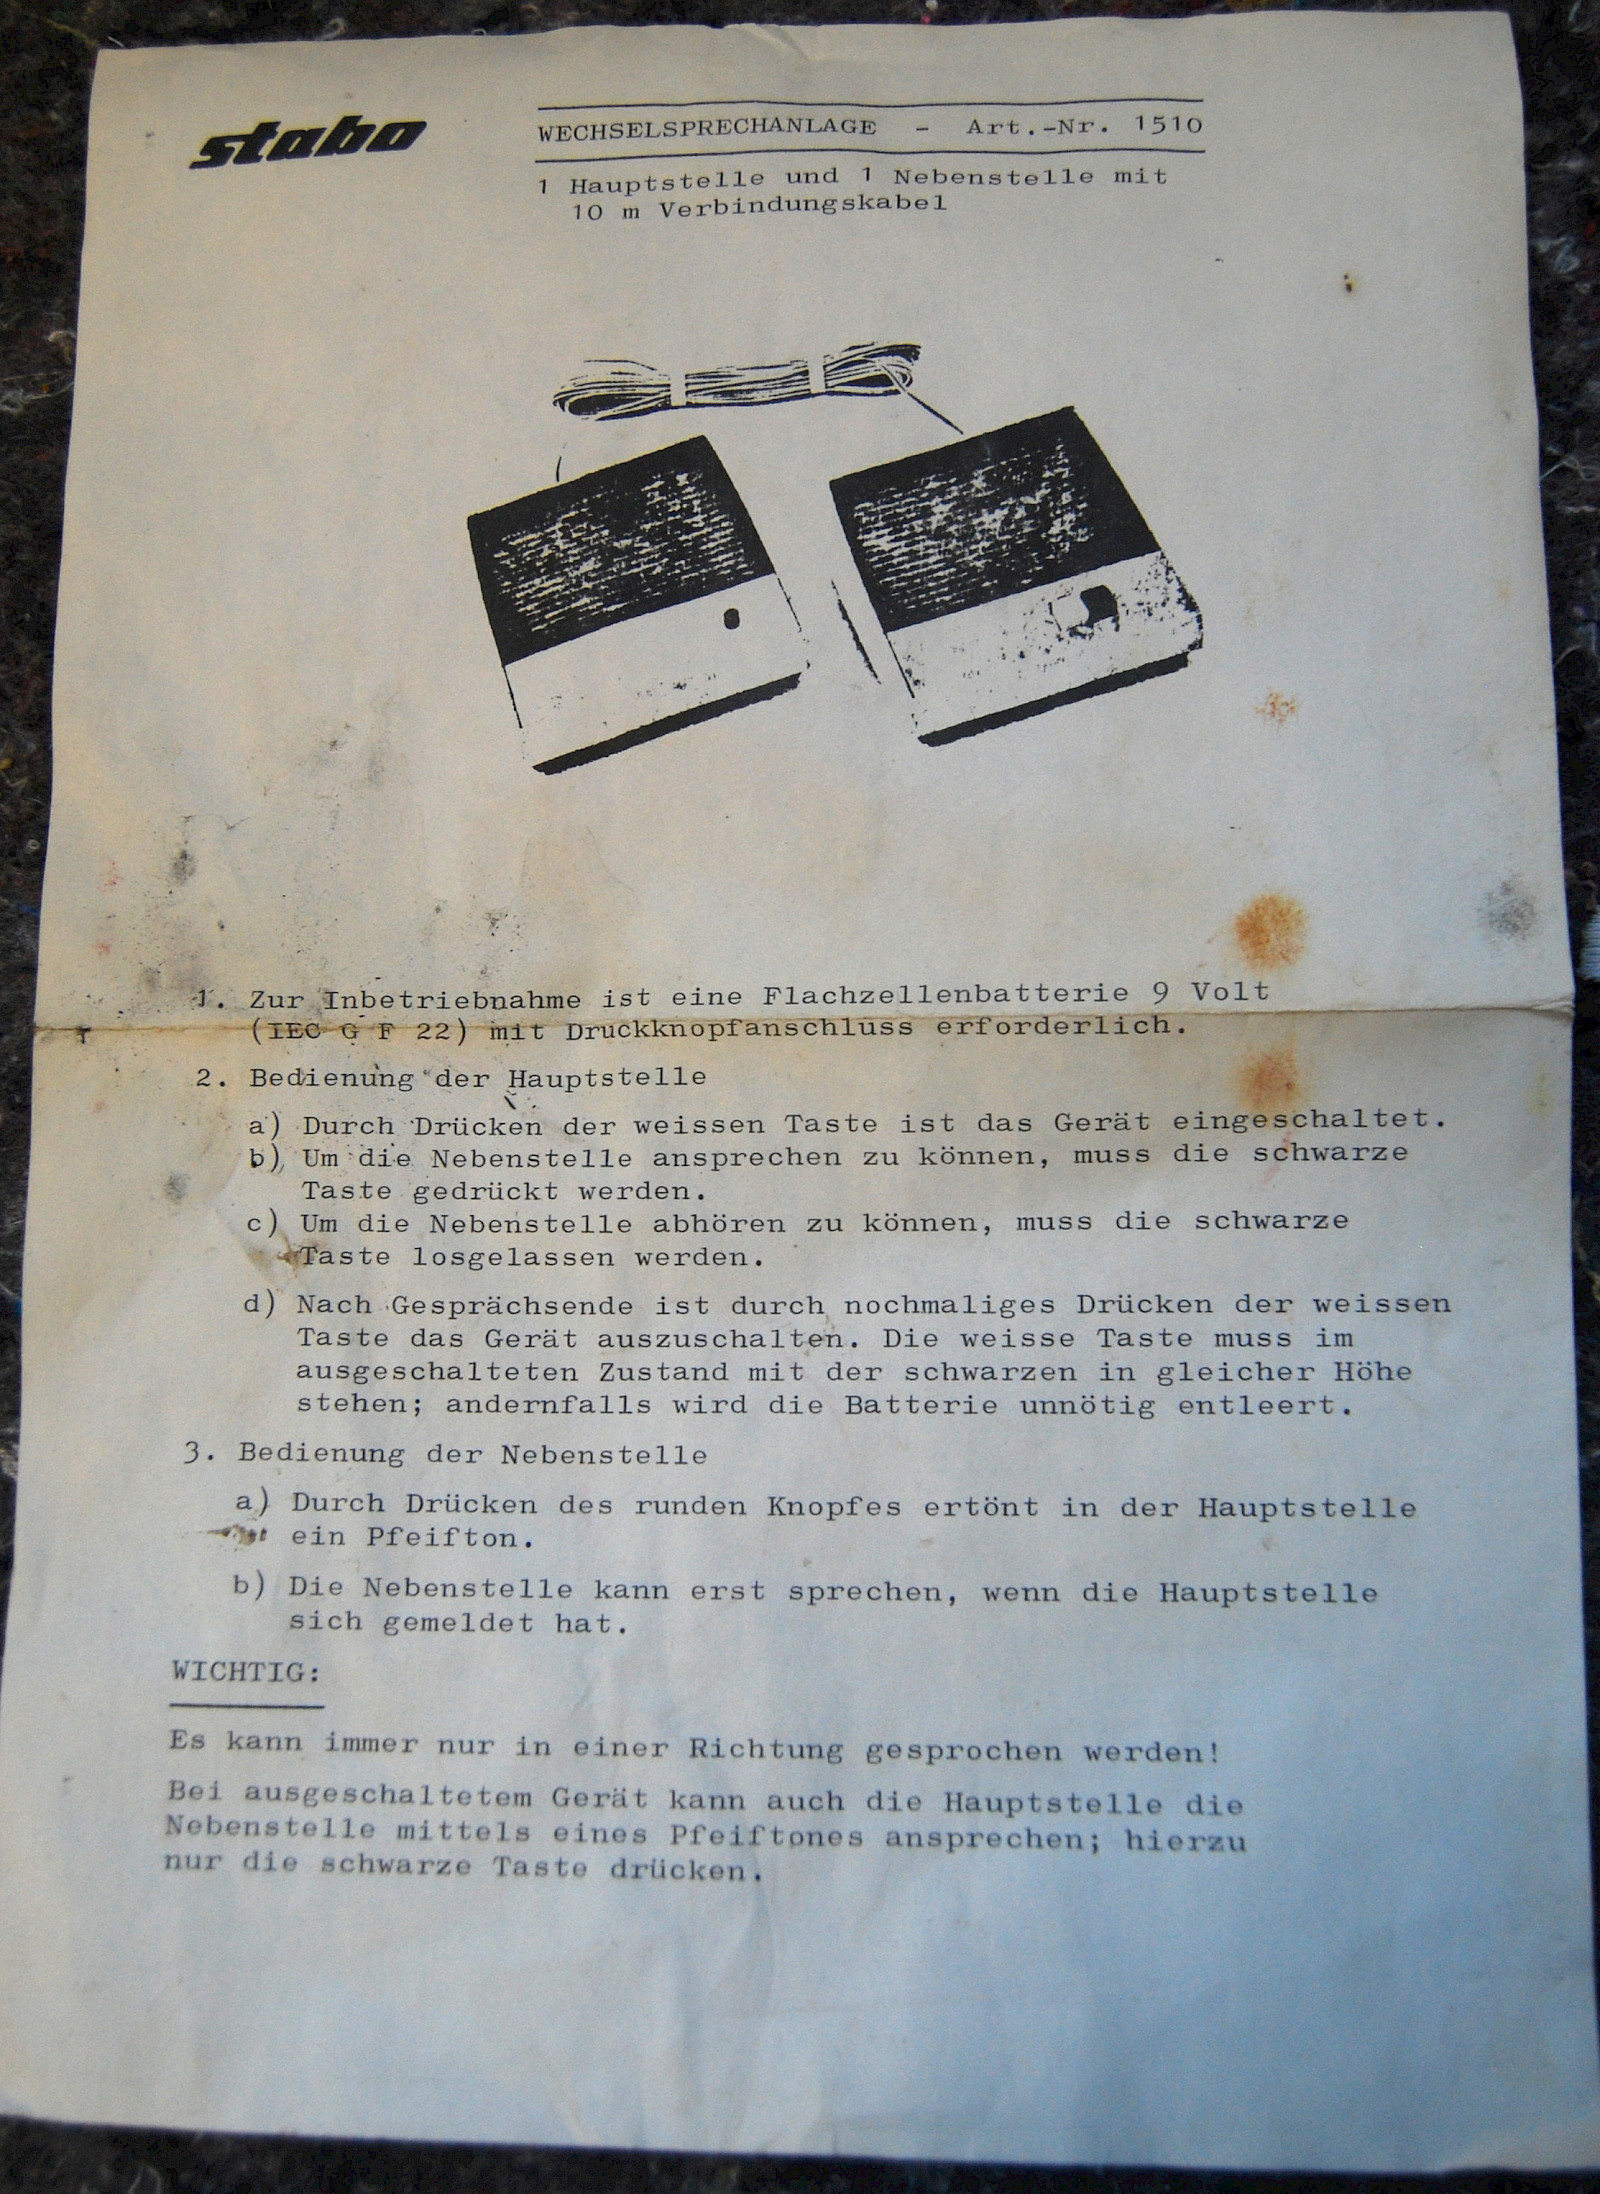 stabo
WECHSELSPRECHANLAGE - Art.-Nr. 1510
1 Hauptstelle und 1 Nebenstelle mit
10 m Verbindungskabel
1. Zur Inbetriebnahme ist eine Flachzellenbatterie 9 Volt
(IEC G F 22) mit Druckknopfanschluss erforderlich.
2. Bedienung der Hauptstelle
a) Durch Drücken der weissen Taste ist das Gerät eingeschaltet.
b) Um die Nebenstelle ansprechen zu können, muss die schwarze
Taste gedrückt werden.
c) Um die Nebenstelle abhören zu können, muss die schwarze
Taste losgelassen werden.
d) Nach Gesprächsende ist durch nochmaliges Drücken der weissen
Taste das Gerät auszuschalten. Die weisse Taste muss im
ausgeschalteten Zustand mit der schwarzen in gleicher Höhe
stehen; andernfalls wird die Batterie unnötig entleert.
3. Bedienung der Nebenstelle
a) Durch Drücken des runden Knopfes ertönt in der Hauptstelle
ein Pfeifton.
b) Die Nebenstelle kann erst sprechen, wenn die Hauptstelle
sich gemeldet hat.
WICHTIG:
Es kann immer nur in einer Richtung gesprochen werden!
Bei ausgeschaltetem Gerät kann auch die Hauptstelle die
Nebenstelle mittels eines Pfeiftones ansprechen; hierzu
nur die schwarze Taste drücken.